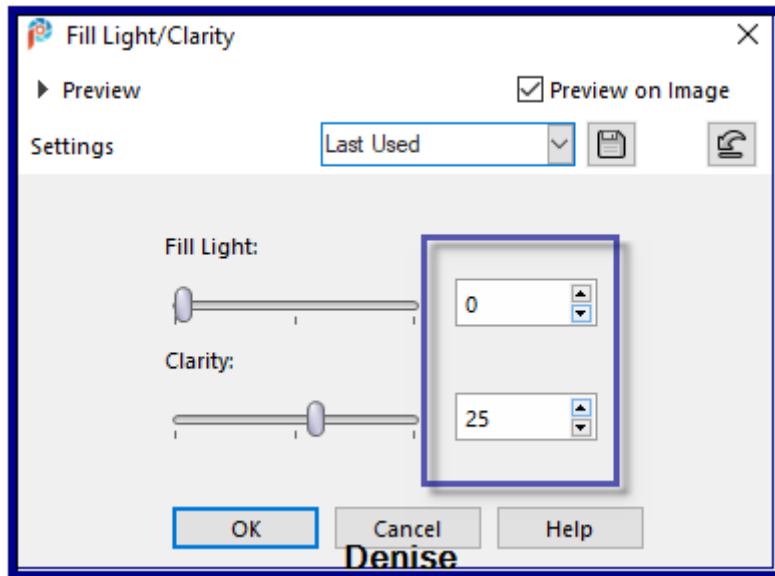 Fill Light/Clarity
Preview
Preview on Image
Settings
Last Used
Fill Light:
0
Clarity:
25
OK
Cancel
Help
Denise